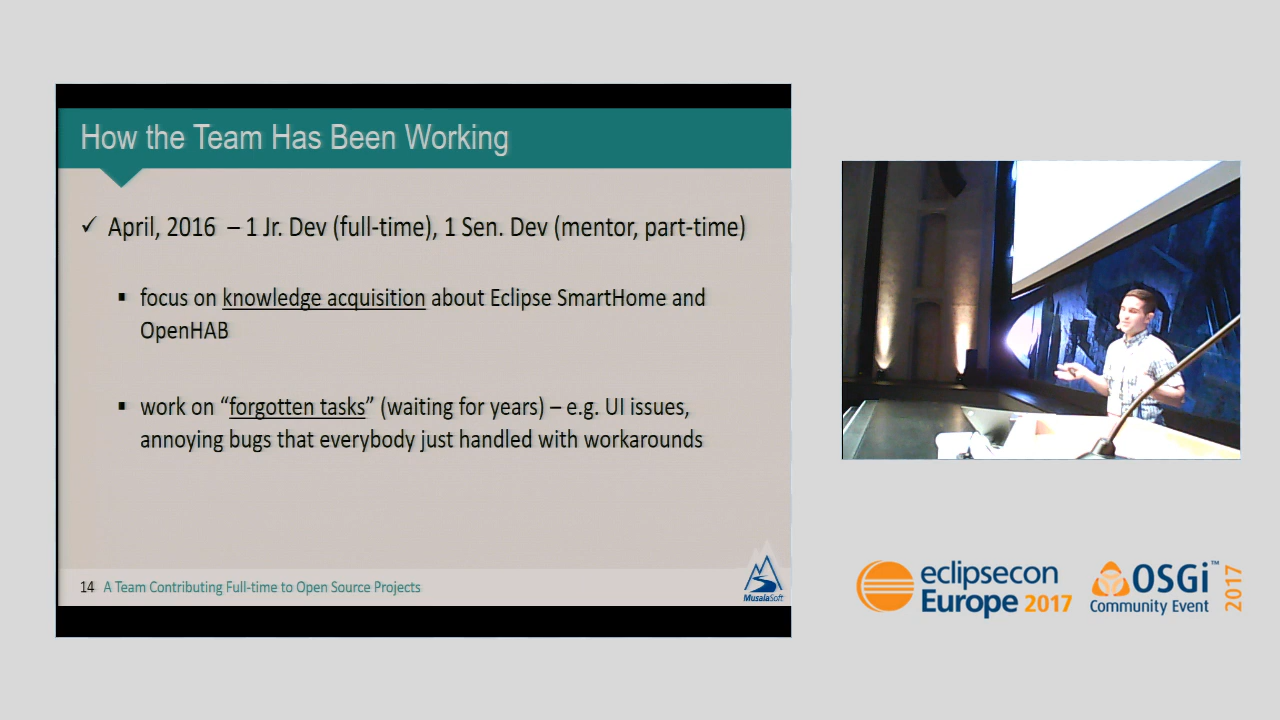 How the Team Has Been Working
✓ April, 2016 – 1 Jr. Dev (full-time), 1 Sen. Dev (mentor, part-time)
▪ focus on knowledge acquisition about Eclipse SmartHome and
OpenHAB
▪ work on “forgotten tasks” (waiting for years) – e.g. UI issues,
annoying bugs that everybody just handled with workarounds
14 A Team Contributing Full-time to Open Source Projects
MusalaSoft
eclipsecon
Europe 2017
OSGi™
Community Event
2017